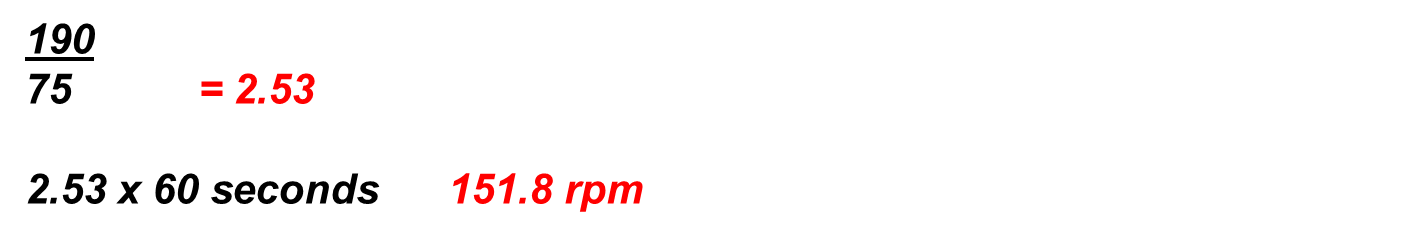 190
75 = 2.53
2.53 x 60 seconds 151.8 rpm